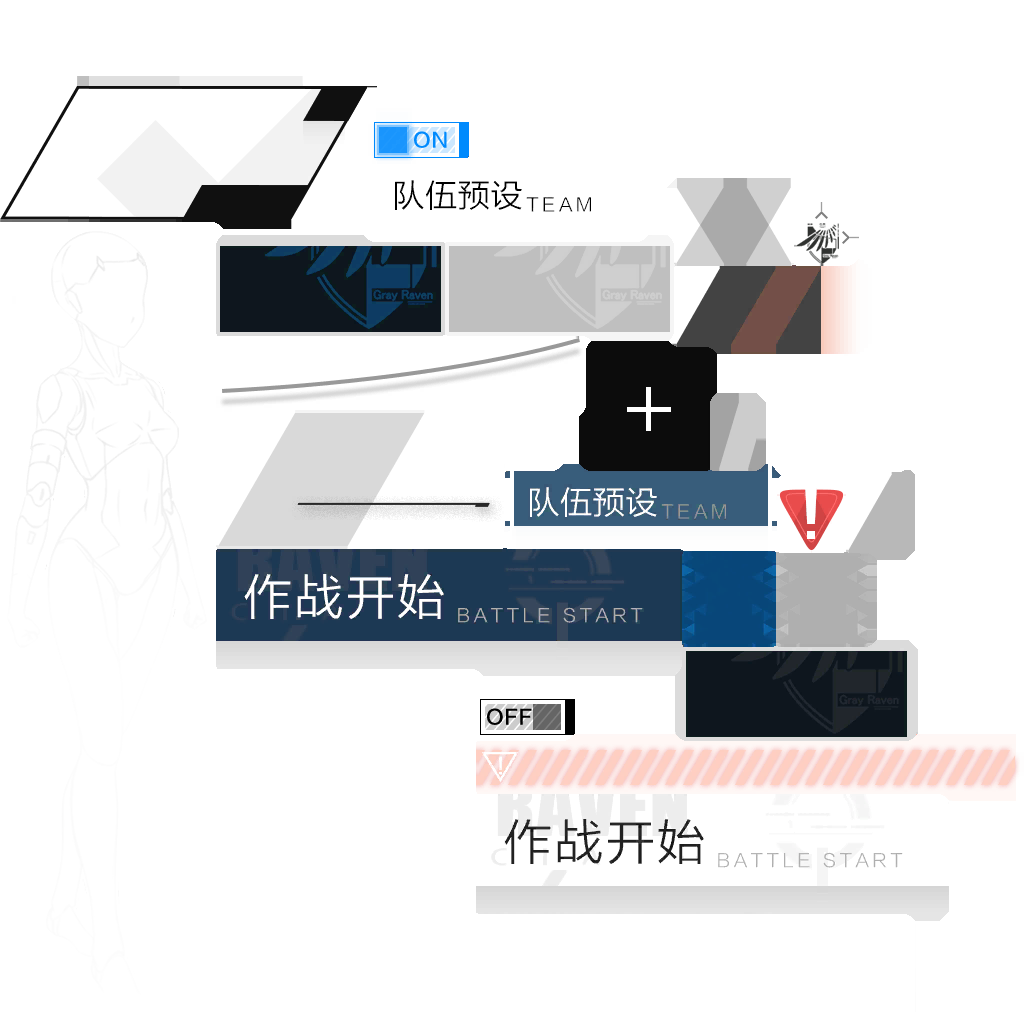 ON
队伍预设 TEAM
Gray Raven
Gray Raven
队伍预设 TEAM
RAVEN
作战开始 BATTLE START
Gray Raven
OFF
RAVEN
作战开始 BATTLE START